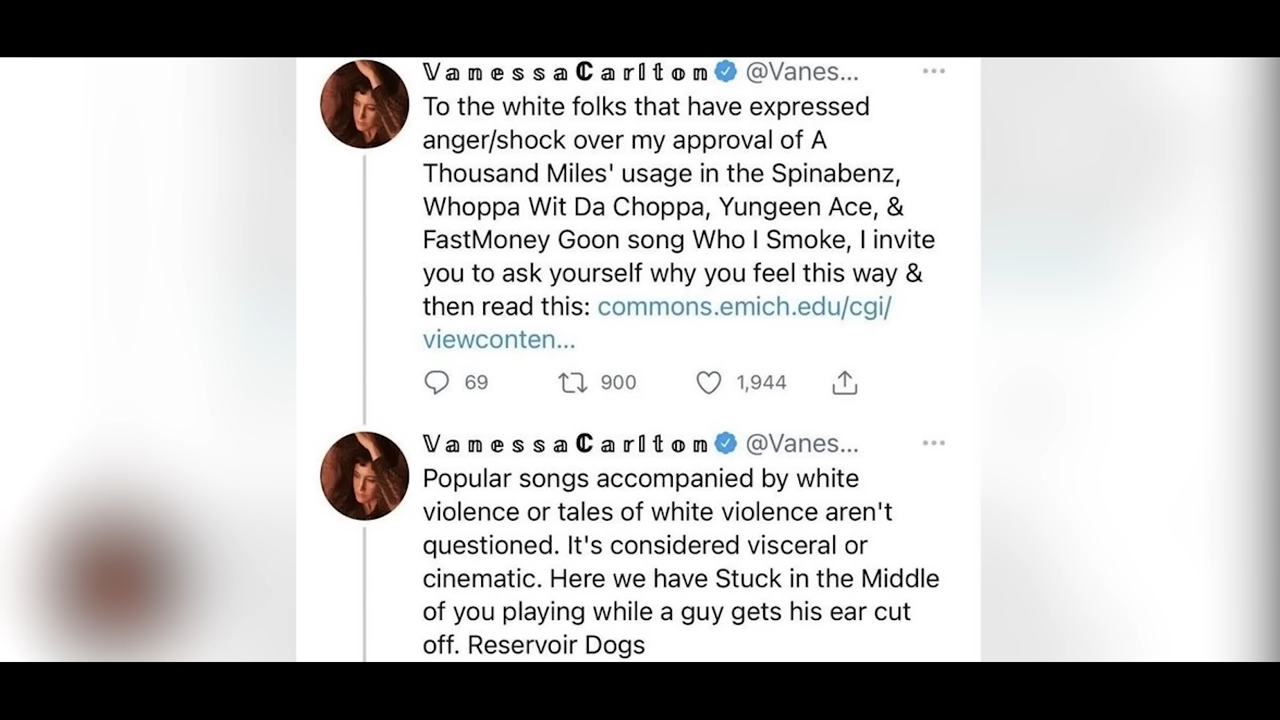 𝕍𝕒𝕟𝕖𝕤𝕤𝕒ℂ𝕒𝕣𝕝𝕥𝕠𝕟 @Vanes...
To the white folks that have expressed
anger/shock over my approval of A
Thousand Miles' usage in the Spinabenz,
Whoppa Wit Da Choppa, Yungeen Ace, &
FastMoney Goon song Who I Smoke, I invite
you to ask yourself why you feel this way &
then read this: commons.emich.edu/cgi/
viewconten...
69 900 1,944
𝕍𝕒𝕟𝕖𝕤𝕤𝕒ℂ𝕒𝕣𝕝𝕥𝕠𝕟 @Vanes...
Popular songs accompanied by white
violence or tales of white violence aren't
questioned. It's considered visceral or
cinematic. Here we have Stuck in the Middle
of you playing while a guy gets his ear cut
off. Reservoir Dogs